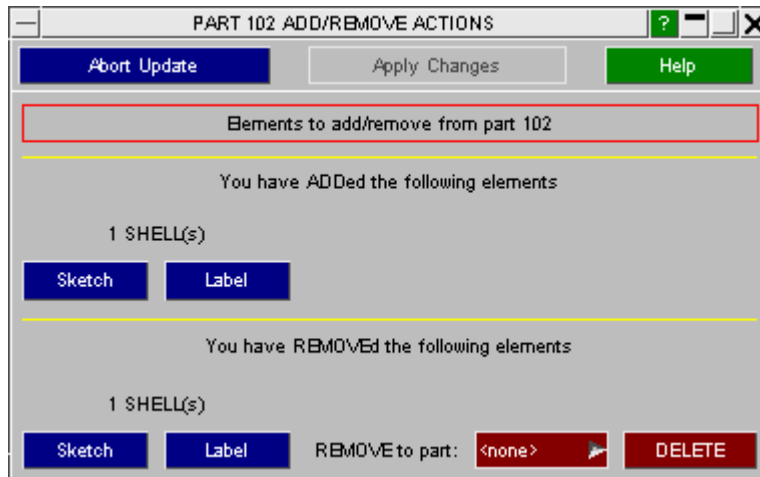 PART 102 ADD/REMOVE ACTIONS ?
Abort Update Apply Changes Help
Elements to add/remove from part 102
You have ADDed the following elements
1 SHELL(s)
Sketch Label
You have REMOVEd the following elements
1 SHELL(s)
Sketch Label REMOVE to part: <none> DELETE